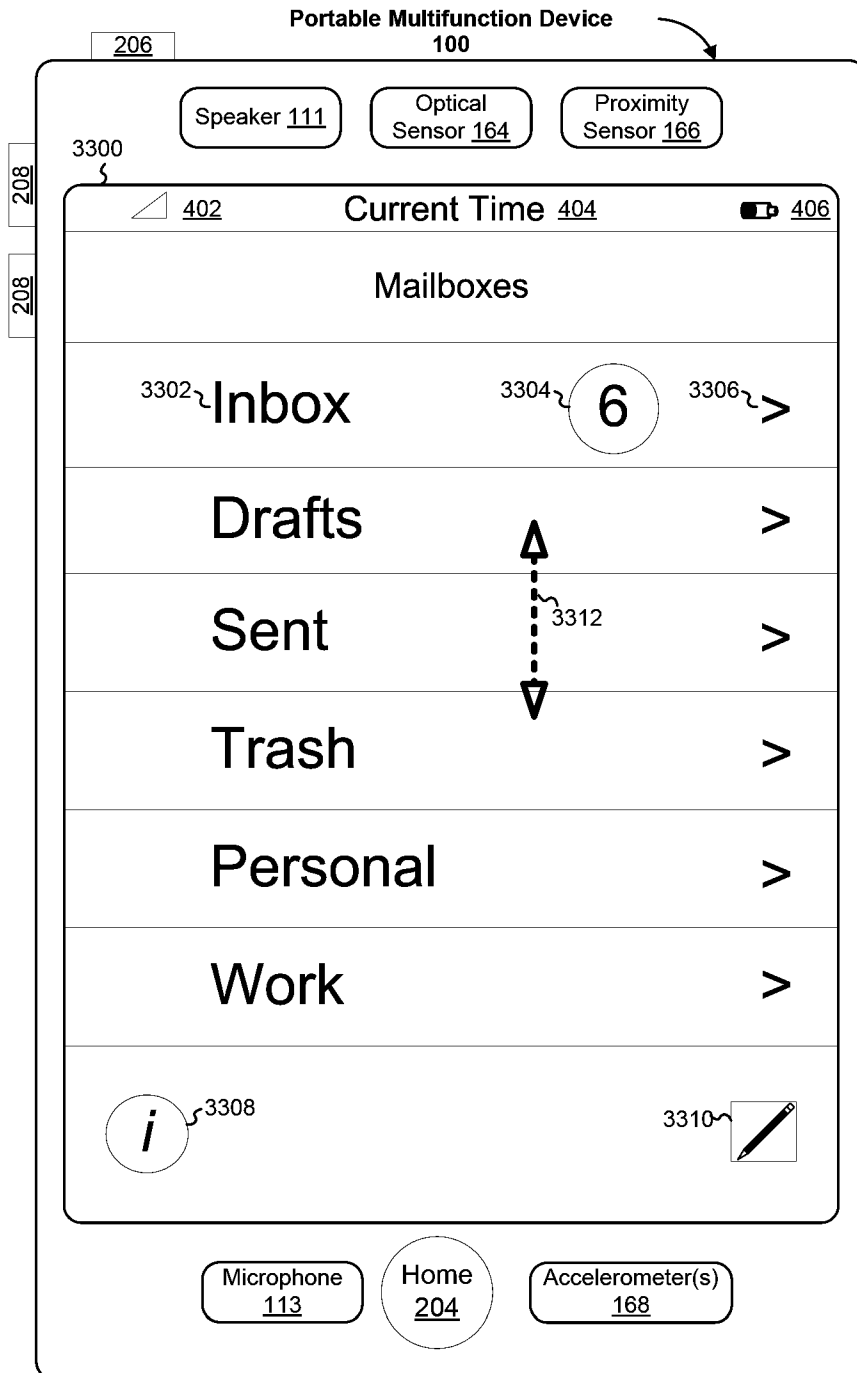 Portable Multifunction Device
100
206
Speaker 111
Optical
Sensor 164
Proximity
Sensor 166
208
208
3300
402
Current Time 404
406
Mailboxes
3302 Inbox 3304 6 3306 >
Drafts >
3312
Sent >
Trash >
Personal >
Work >
i 3308
3310
Microphone
113
Home
204
Accelerometer(s)
168